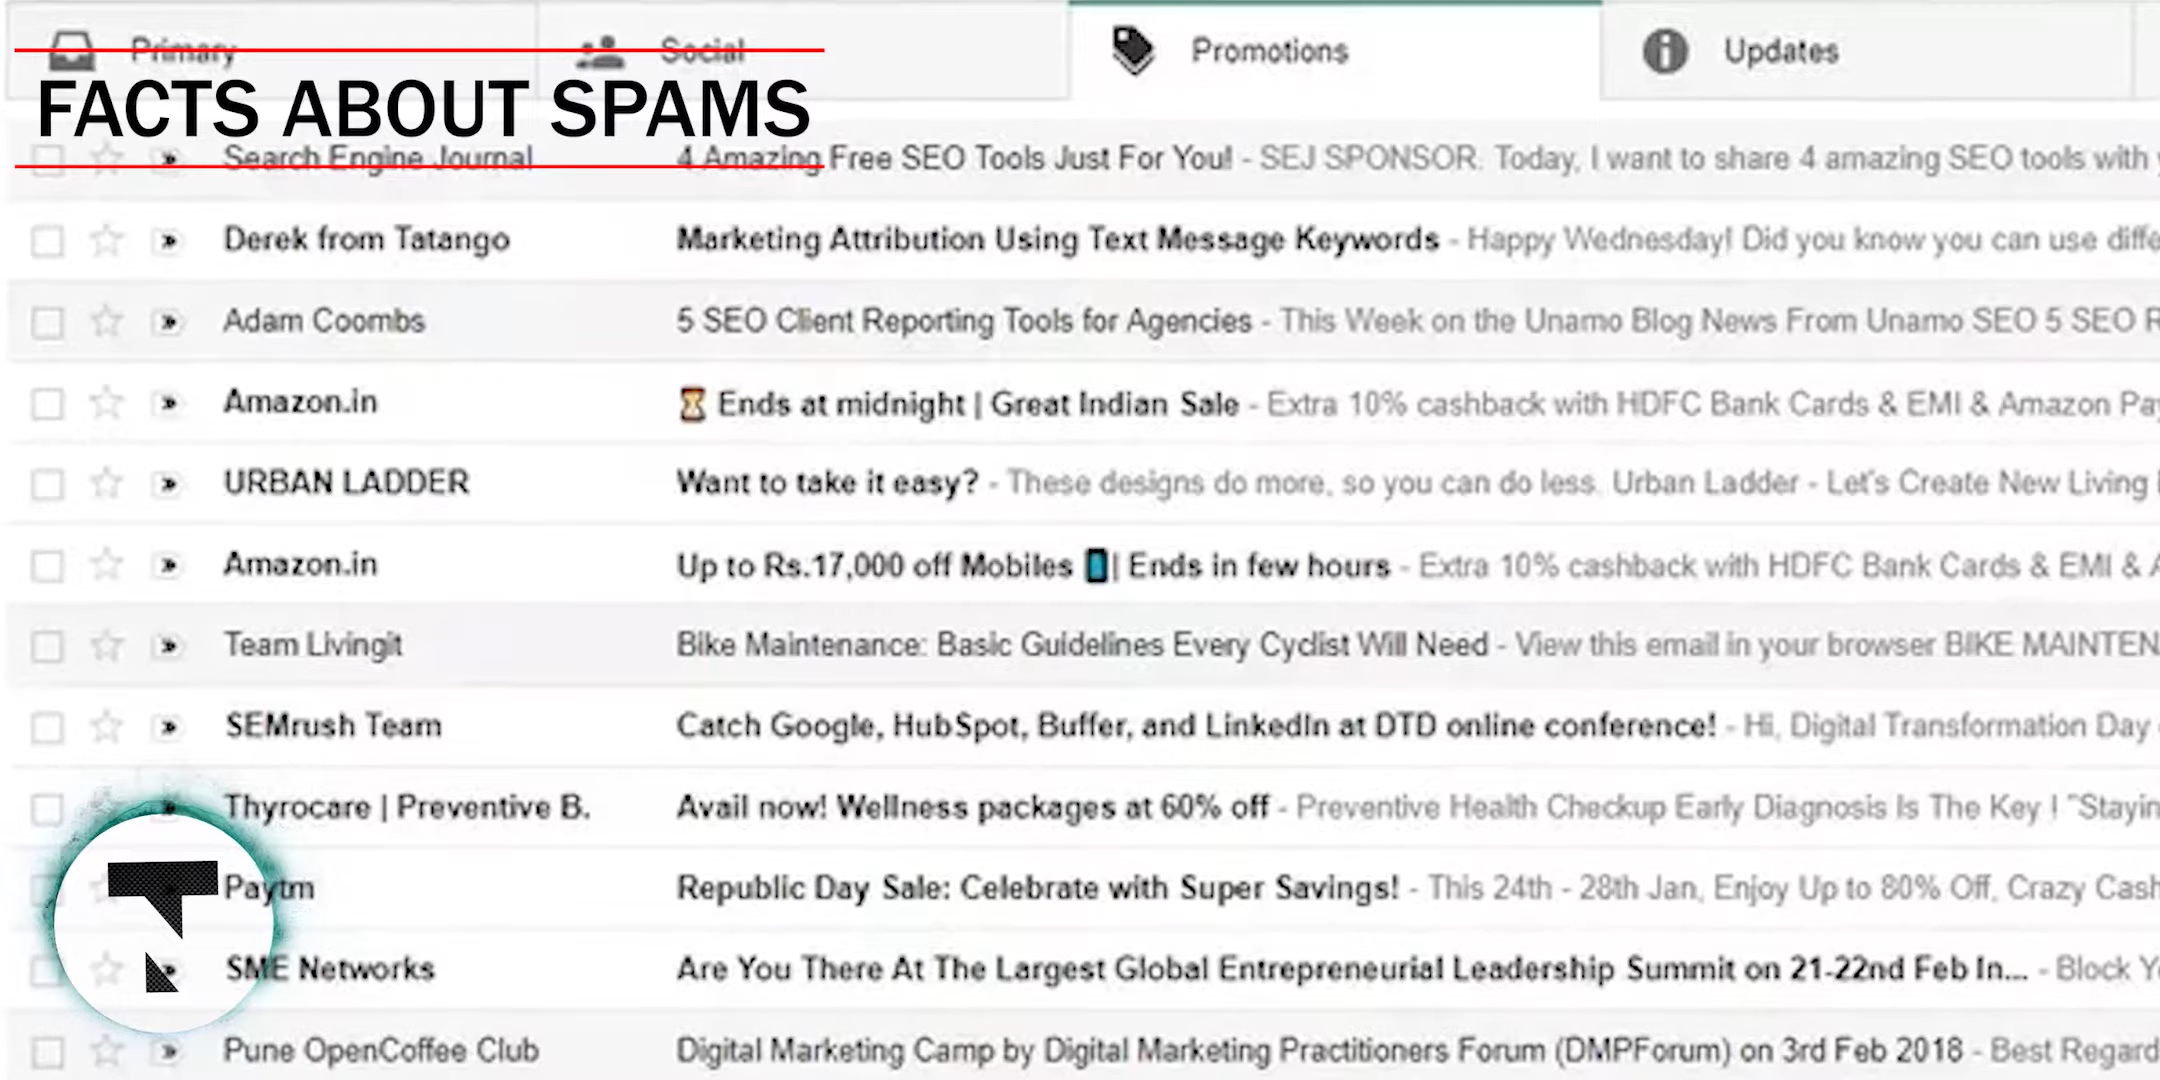 Primary Social Promotions Updates
FACTS ABOUT SPAMS
Search Engine Journal 4 Amazing Free SEO Tools Just For You! - SEJ SPONSOR. Today, I want to share 4 amazing SEO tools with
Derek from Tatango Marketing Attribution Using Text Message Keywords - Happy Wednesday! Did you know you can use diffe
Adam Coombs 5 SEO Client Reporting Tools for Agencies - This Week on the Unamo Blog News From Unamo SEO 5 SEO R
Amazon.in ⌛ Ends at midnight | Great Indian Sale - Extra 10% cashback with HDFC Bank Cards & EMI & Amazon Pay
URBAN LADDER Want to take it easy? - These designs do more, so you can do less. Urban Ladder - Let's Create New Living
Amazon.in Up to Rs.17,000 off Mobiles 📱| Ends in few hours - Extra 10% cashback with HDFC Bank Cards & EMI & A
Team Livingit Bike Maintenance: Basic Guidelines Every Cyclist Will Need - View this email in your browser BIKE MAINTEN
SEMrush Team Catch Google, HubSpot, Buffer, and LinkedIn at DTD online conference! - Hi, Digital Transformation Day
Thyrocare | Preventive B. Avail now! Wellness packages at 60% off - Preventive Health Checkup Early Diagnosis Is The Key ! "Stayin
Paytm Republic Day Sale: Celebrate with Super Savings! - This 24th - 28th Jan, Enjoy Up to 80% Off, Crazy Cash
SME Networks Are You There At The Largest Global Entrepreneurial Leadership Summit on 21-22nd Feb In... - Block Y
Pune OpenCoffee Club Digital Marketing Camp by Digital Marketing Practitioners Forum (DMPForum) on 3rd Feb 2018 - Best Regard